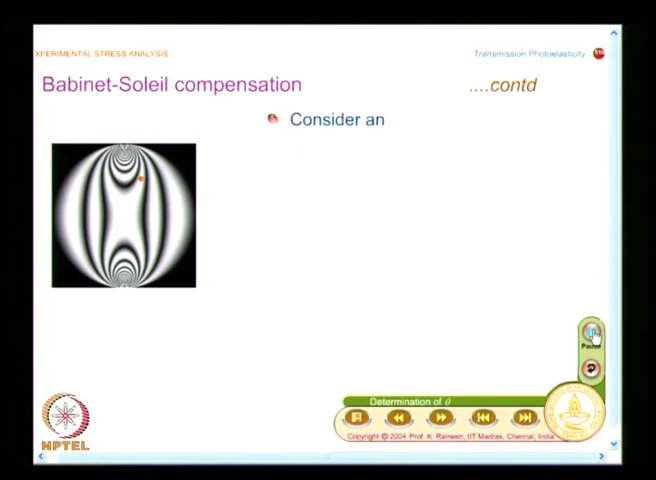 XPERIMENTAL STRESS ANALYSIS
Transmission Photoelasticity
Babinet-Soleil compensation
....contd
Consider an
Pause
Determination of θ
Copyright © 2004 Prof. K. Ramesh, IIT Madras, Chennai, India
NPTEL